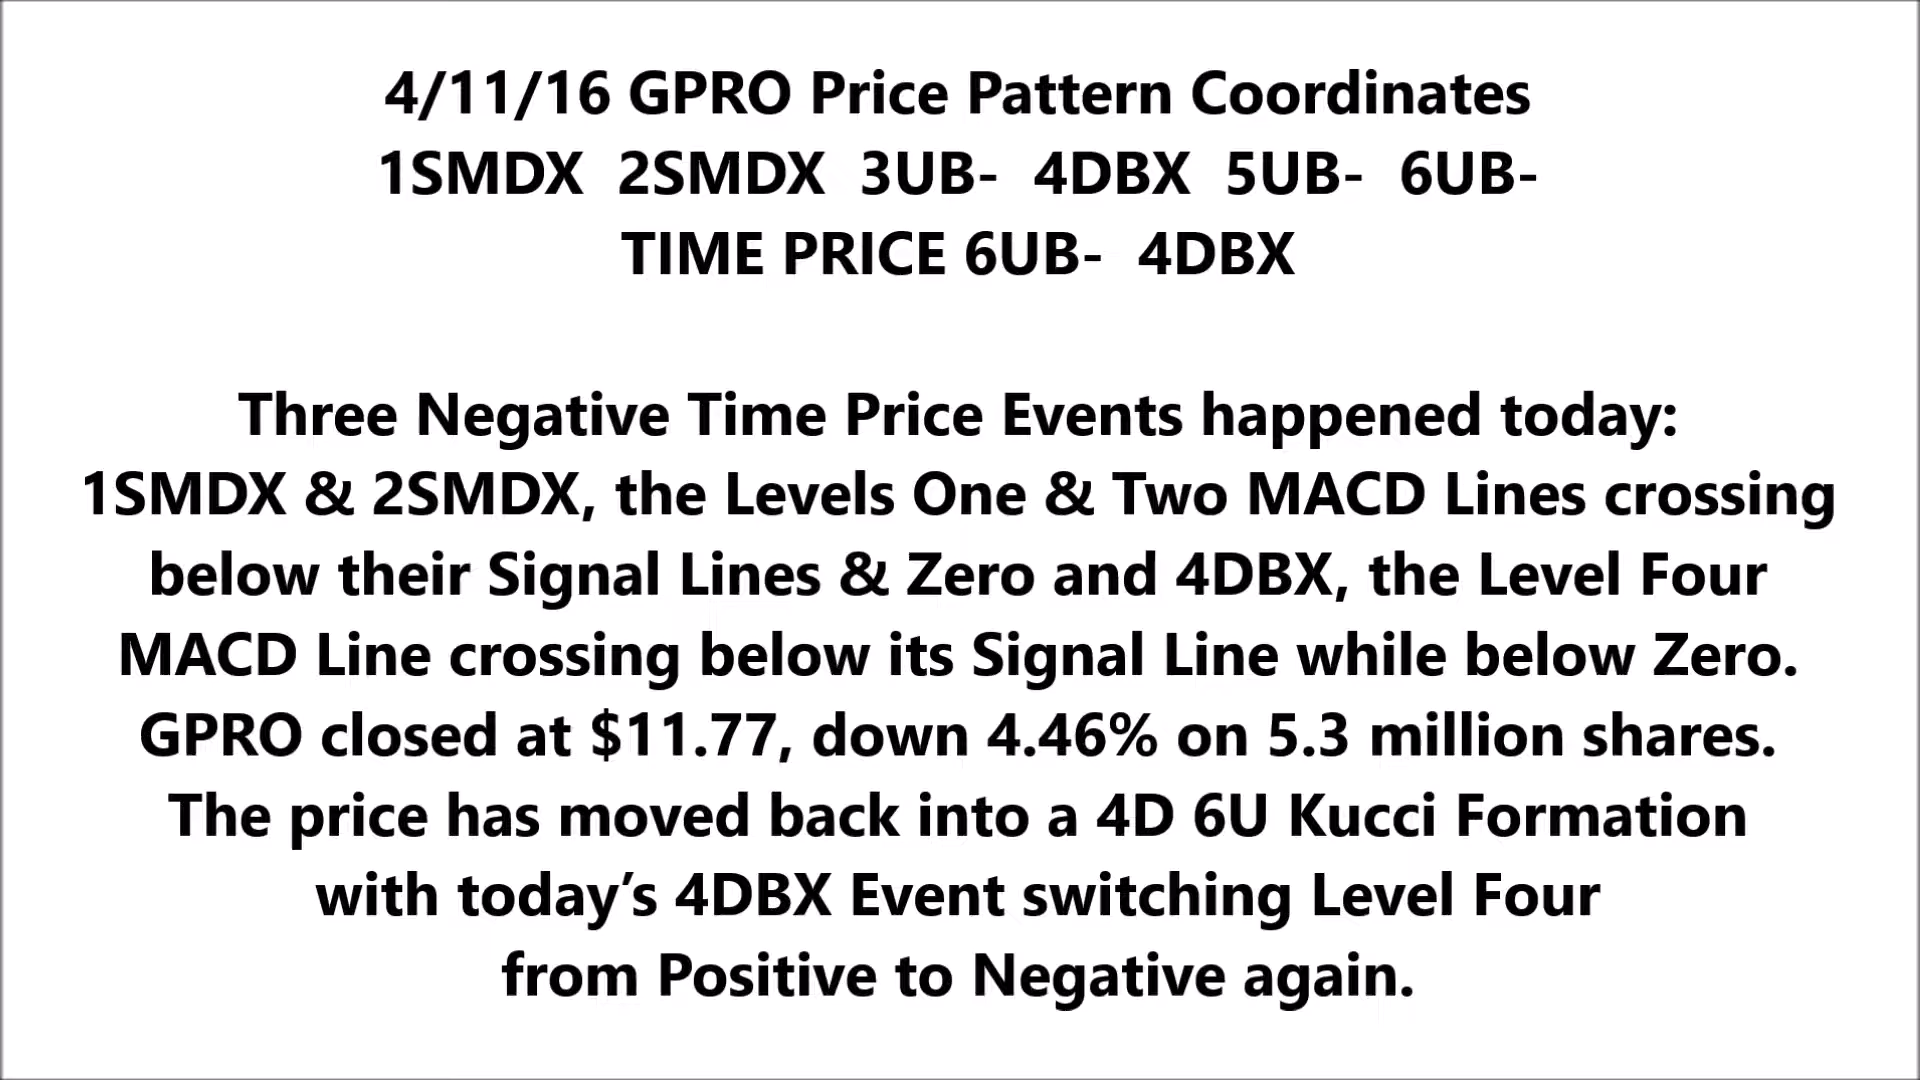 4/11/16 GPRO Price Pattern Coordinates
1SMDX 2SMDX 3UB- 4DBX 5UB- 6UB-
TIME PRICE 6UB- 4DBX
Three Negative Time Price Events happened today:
1SMDX & 2SMDX, the Levels One & Two MACD Lines crossing
below their Signal Lines & Zero and 4DBX, the Level Four
MACD Line crossing below its Signal Line while below Zero.
GPRO closed at $11.77, down 4.46% on 5.3 million shares.
The price has moved back into a 4D 6U Kucci Formation
with today’s 4DBX Event switching Level Four
from Positive to Negative again.